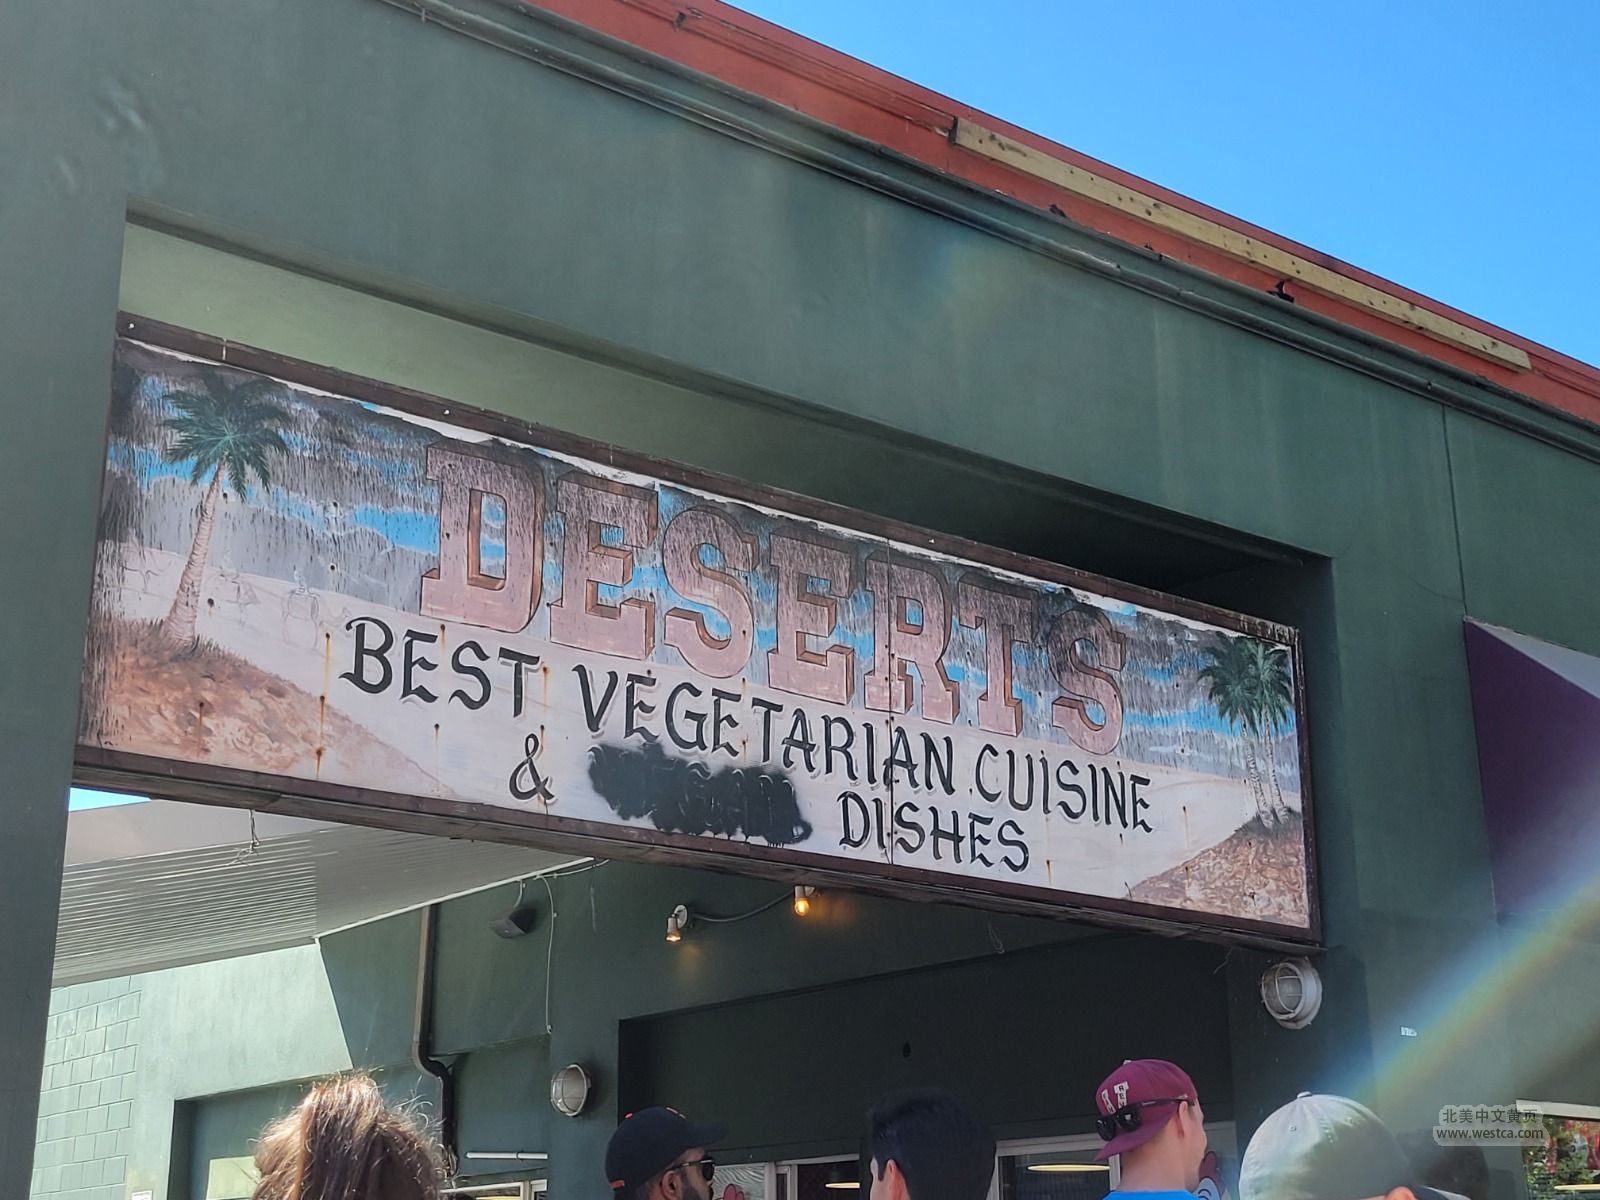 DESERTS
BEST VEGETARIAN CUISINE
& DISHES
北美中文黄页
www.westca.com